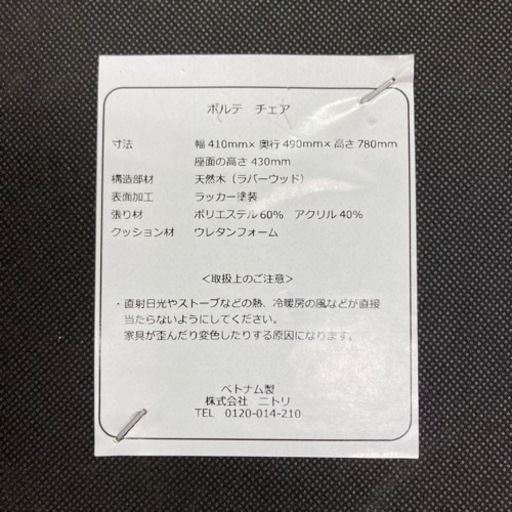 ボルテ　チェア
寸法　幅 410mm× 奥行 490mm× 高さ 780mm
座面の高さ 430mm
構造部材　天然木（ラバーウッド）
表面加工　ラッカー塗装
張り材　ポリエステル 60%　アクリル 40%
クッション材　ウレタンフォーム
＜取扱上のご注意＞
・直射日光やストーブなどの熱、冷暖房の風などが直接
当たらないようにしてください。
家具が歪んだり変色したりする原因になります。
ベトナム製
株式会社　ニトリ
TEL　0120-014-210